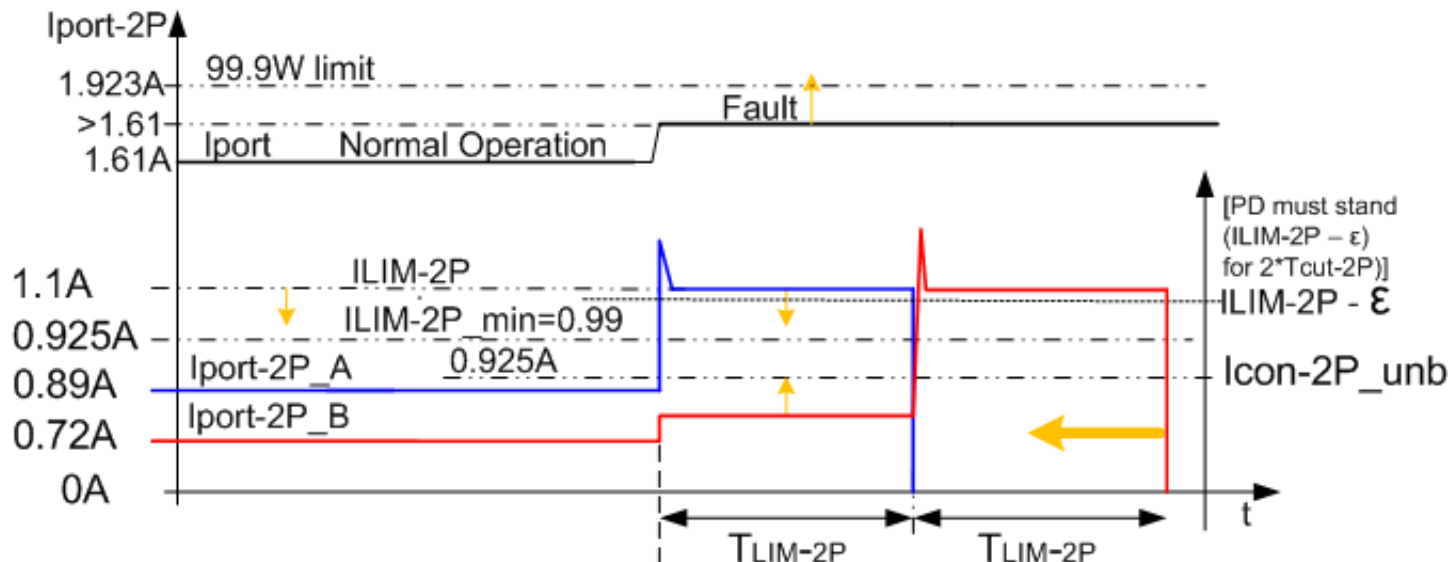 Iport-2P
99.9W limit
1.923A
Fault
>1.61
Iport Normal Operation
1.61A
[PD must stand
(ILIM-2P – ε)
for 2*Tcut-2P)]
ILIM-2P
1.1A
ILIM-2P - ε
ILIM-2P_min=0.99
0.925A
Iport-2P_A
0.925A
Icon-2P_unb
0.89A
Iport-2P_B
0.72A
0A
t
TLIM-2P
TLIM-2P